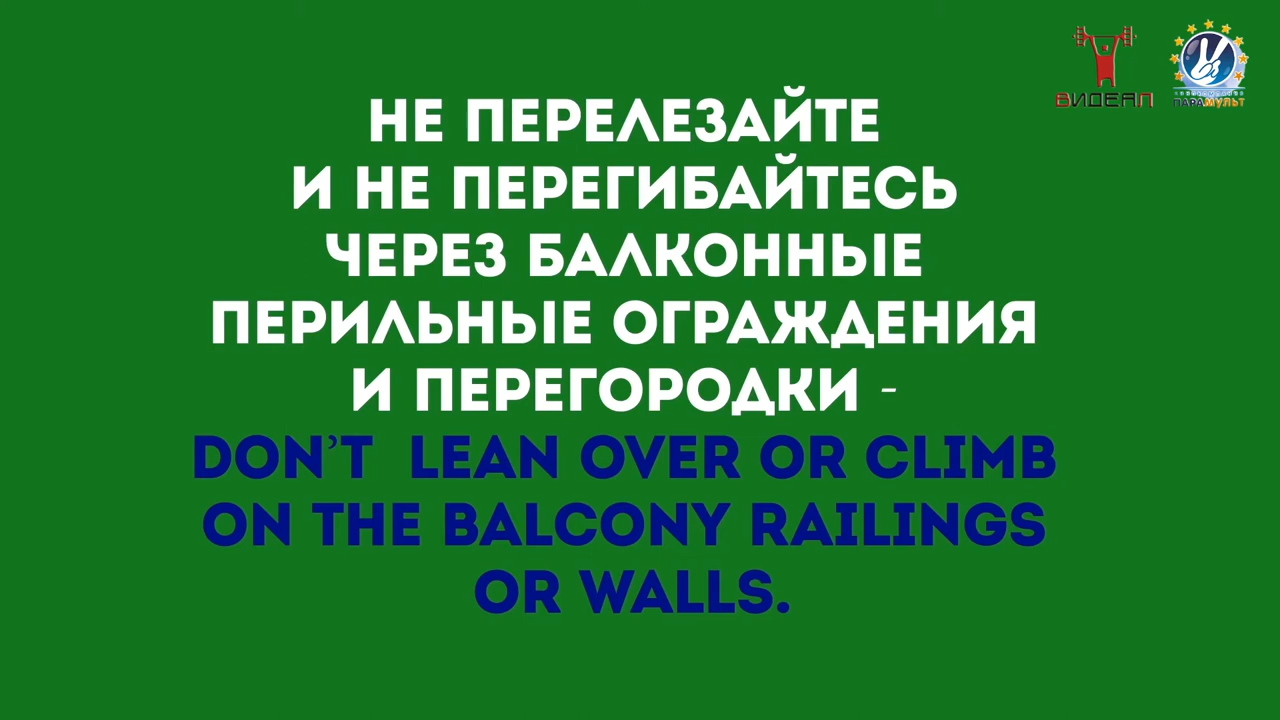 ВИДЕАЛ
ПАРАМУЛЬТ
НЕ ПЕРЕЛЕЗАЙТЕ
И НЕ ПЕРЕГИБАЙТЕСЬ
ЧЕРЕЗ БАЛКОННЫЕ
ПЕРИЛЬНЫЕ ОГРАЖДЕНИЯ
И ПЕРЕГОРОДКИ -
DON’T LEAN OVER OR CLIMB
ON THE BALCONY RAILINGS
OR WALLS.